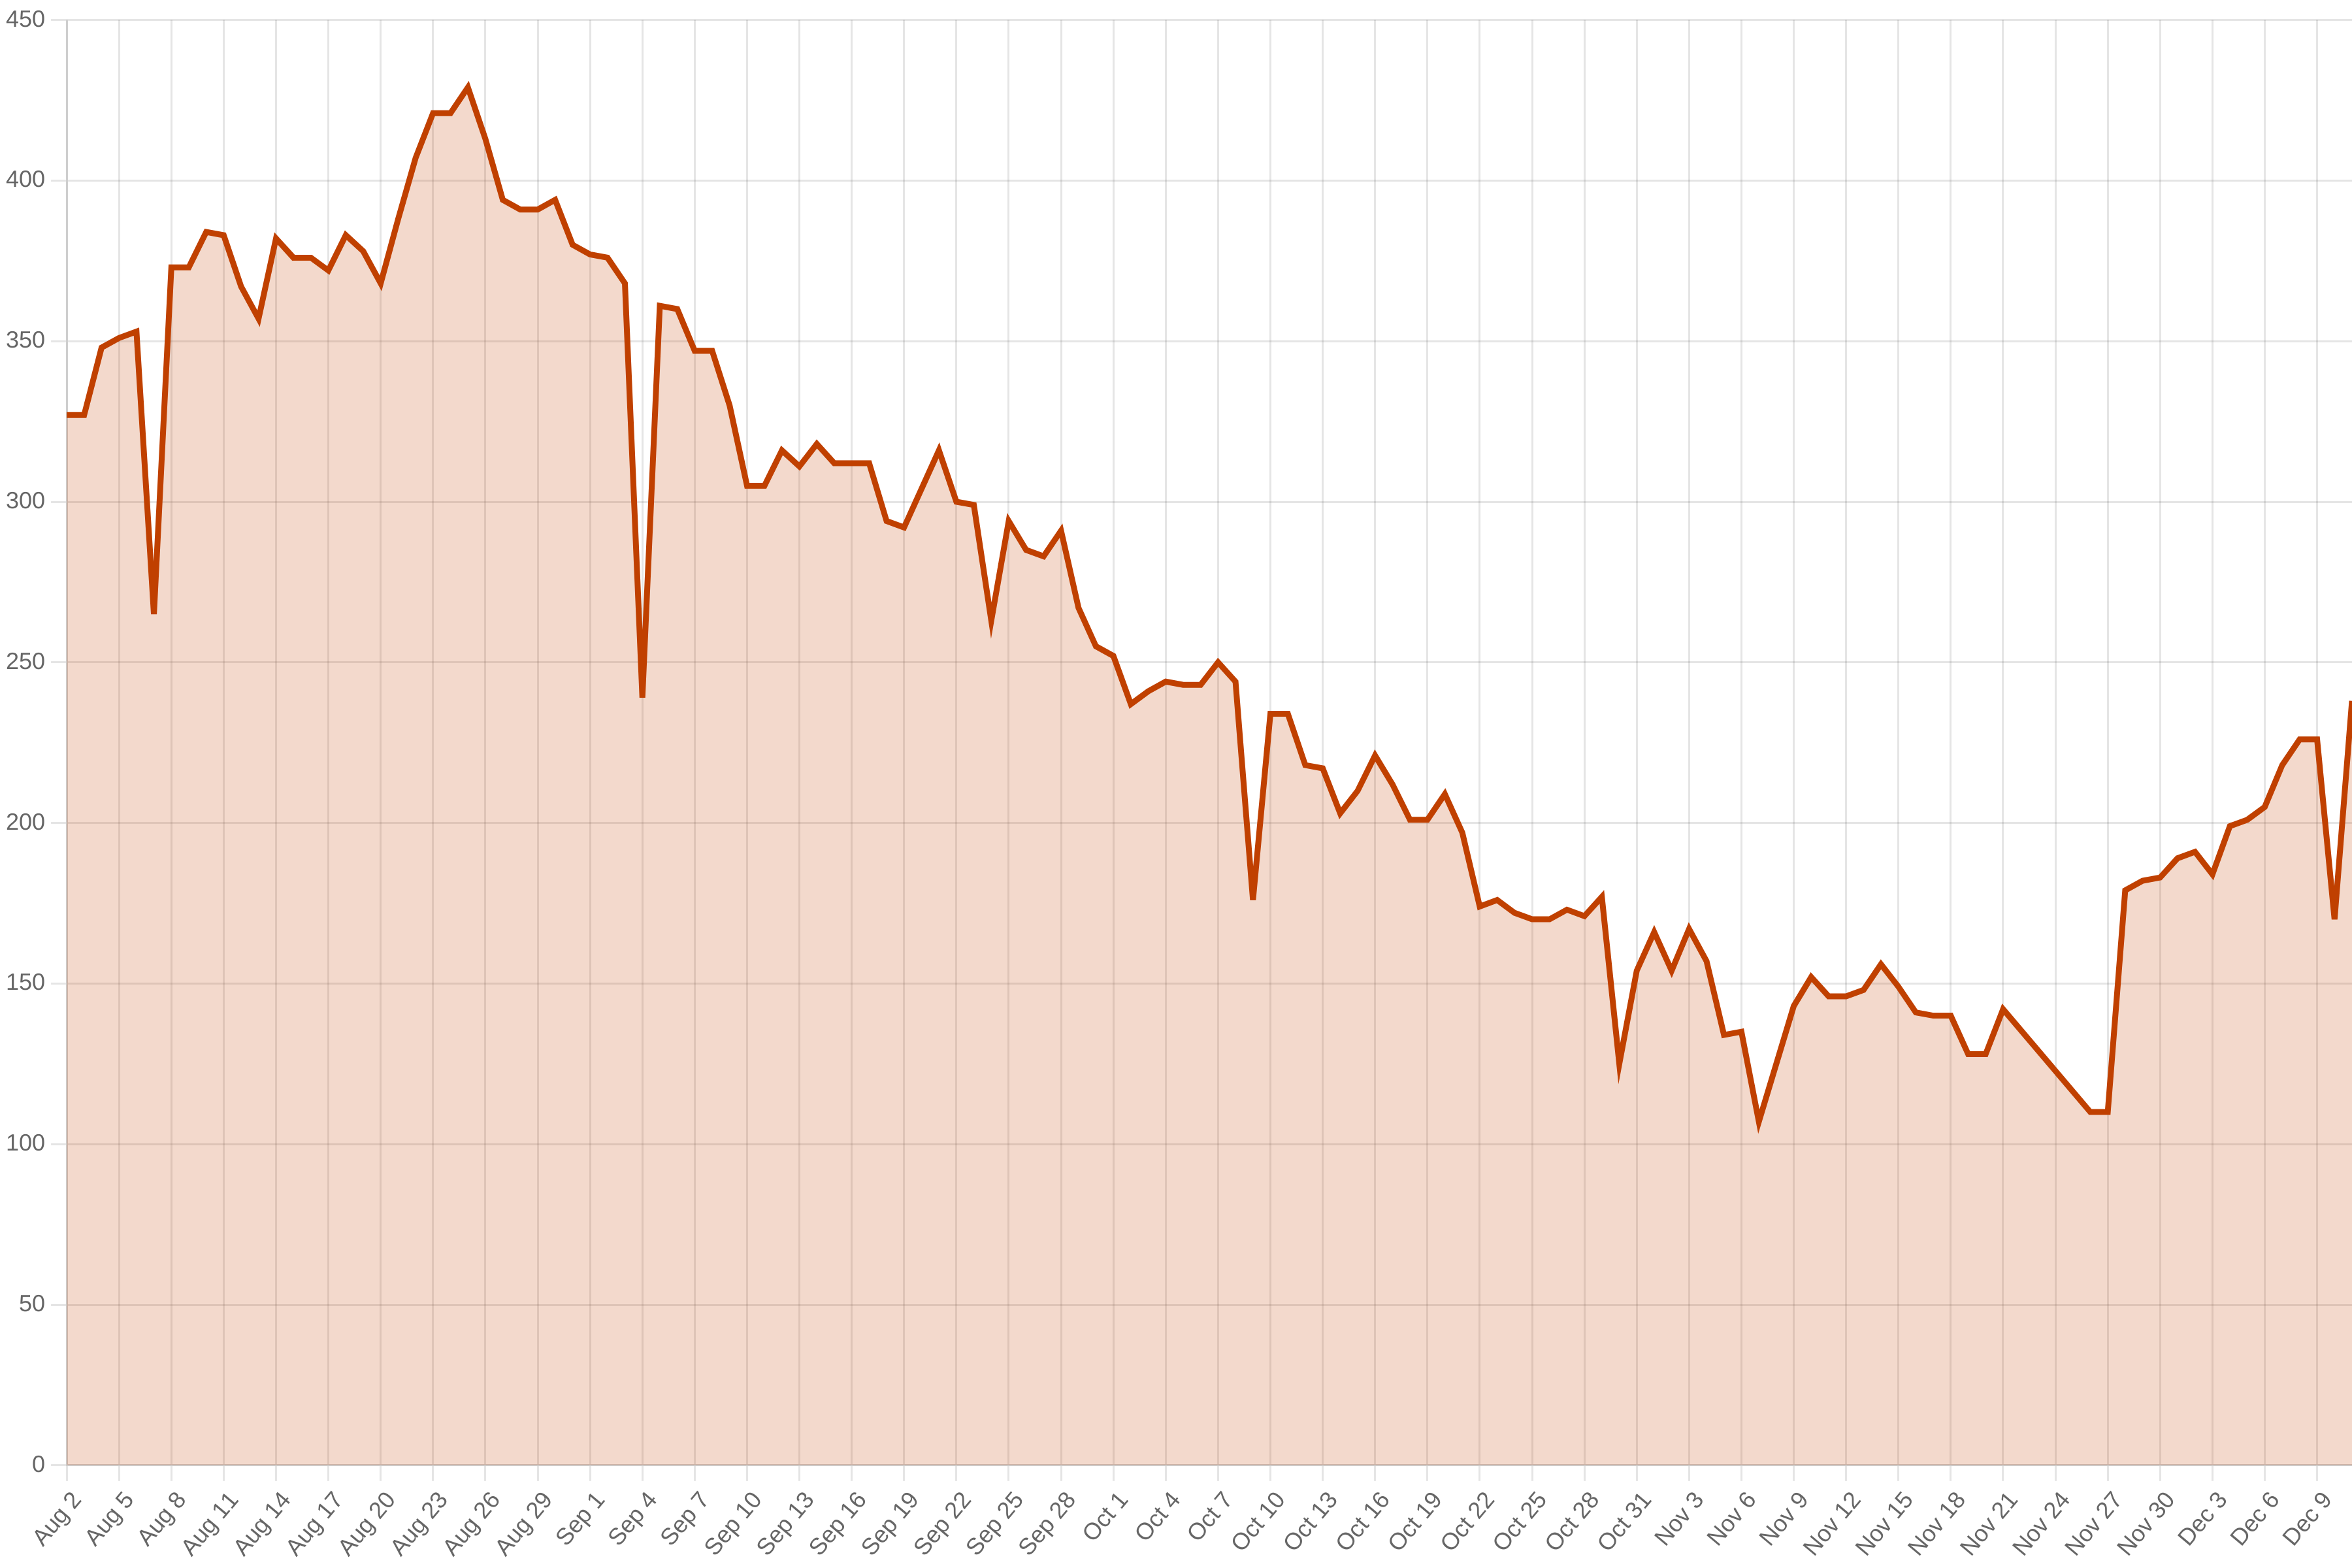 450
400
350
300
250
200
150
100
50
0
Aug 2
Aug 5
Aug 8
Aug 11
Aug 14
Aug 17
Aug 20
Aug 23
Aug 26
Aug 29
Sep 1
Sep 4
Sep 7
Sep 10
Sep 13
Sep 16
Sep 19
Sep 22
Sep 25
Sep 28
Oct 1
Oct 4
Oct 7
Oct 10
Oct 13
Oct 16
Oct 19
Oct 22
Oct 25
Oct 28
Oct 31
Nov 3
Nov 6
Nov 9
Nov 12
Nov 15
Nov 18
Nov 21
Nov 24
Nov 27
Nov 30
Dec 3
Dec 6
Dec 9